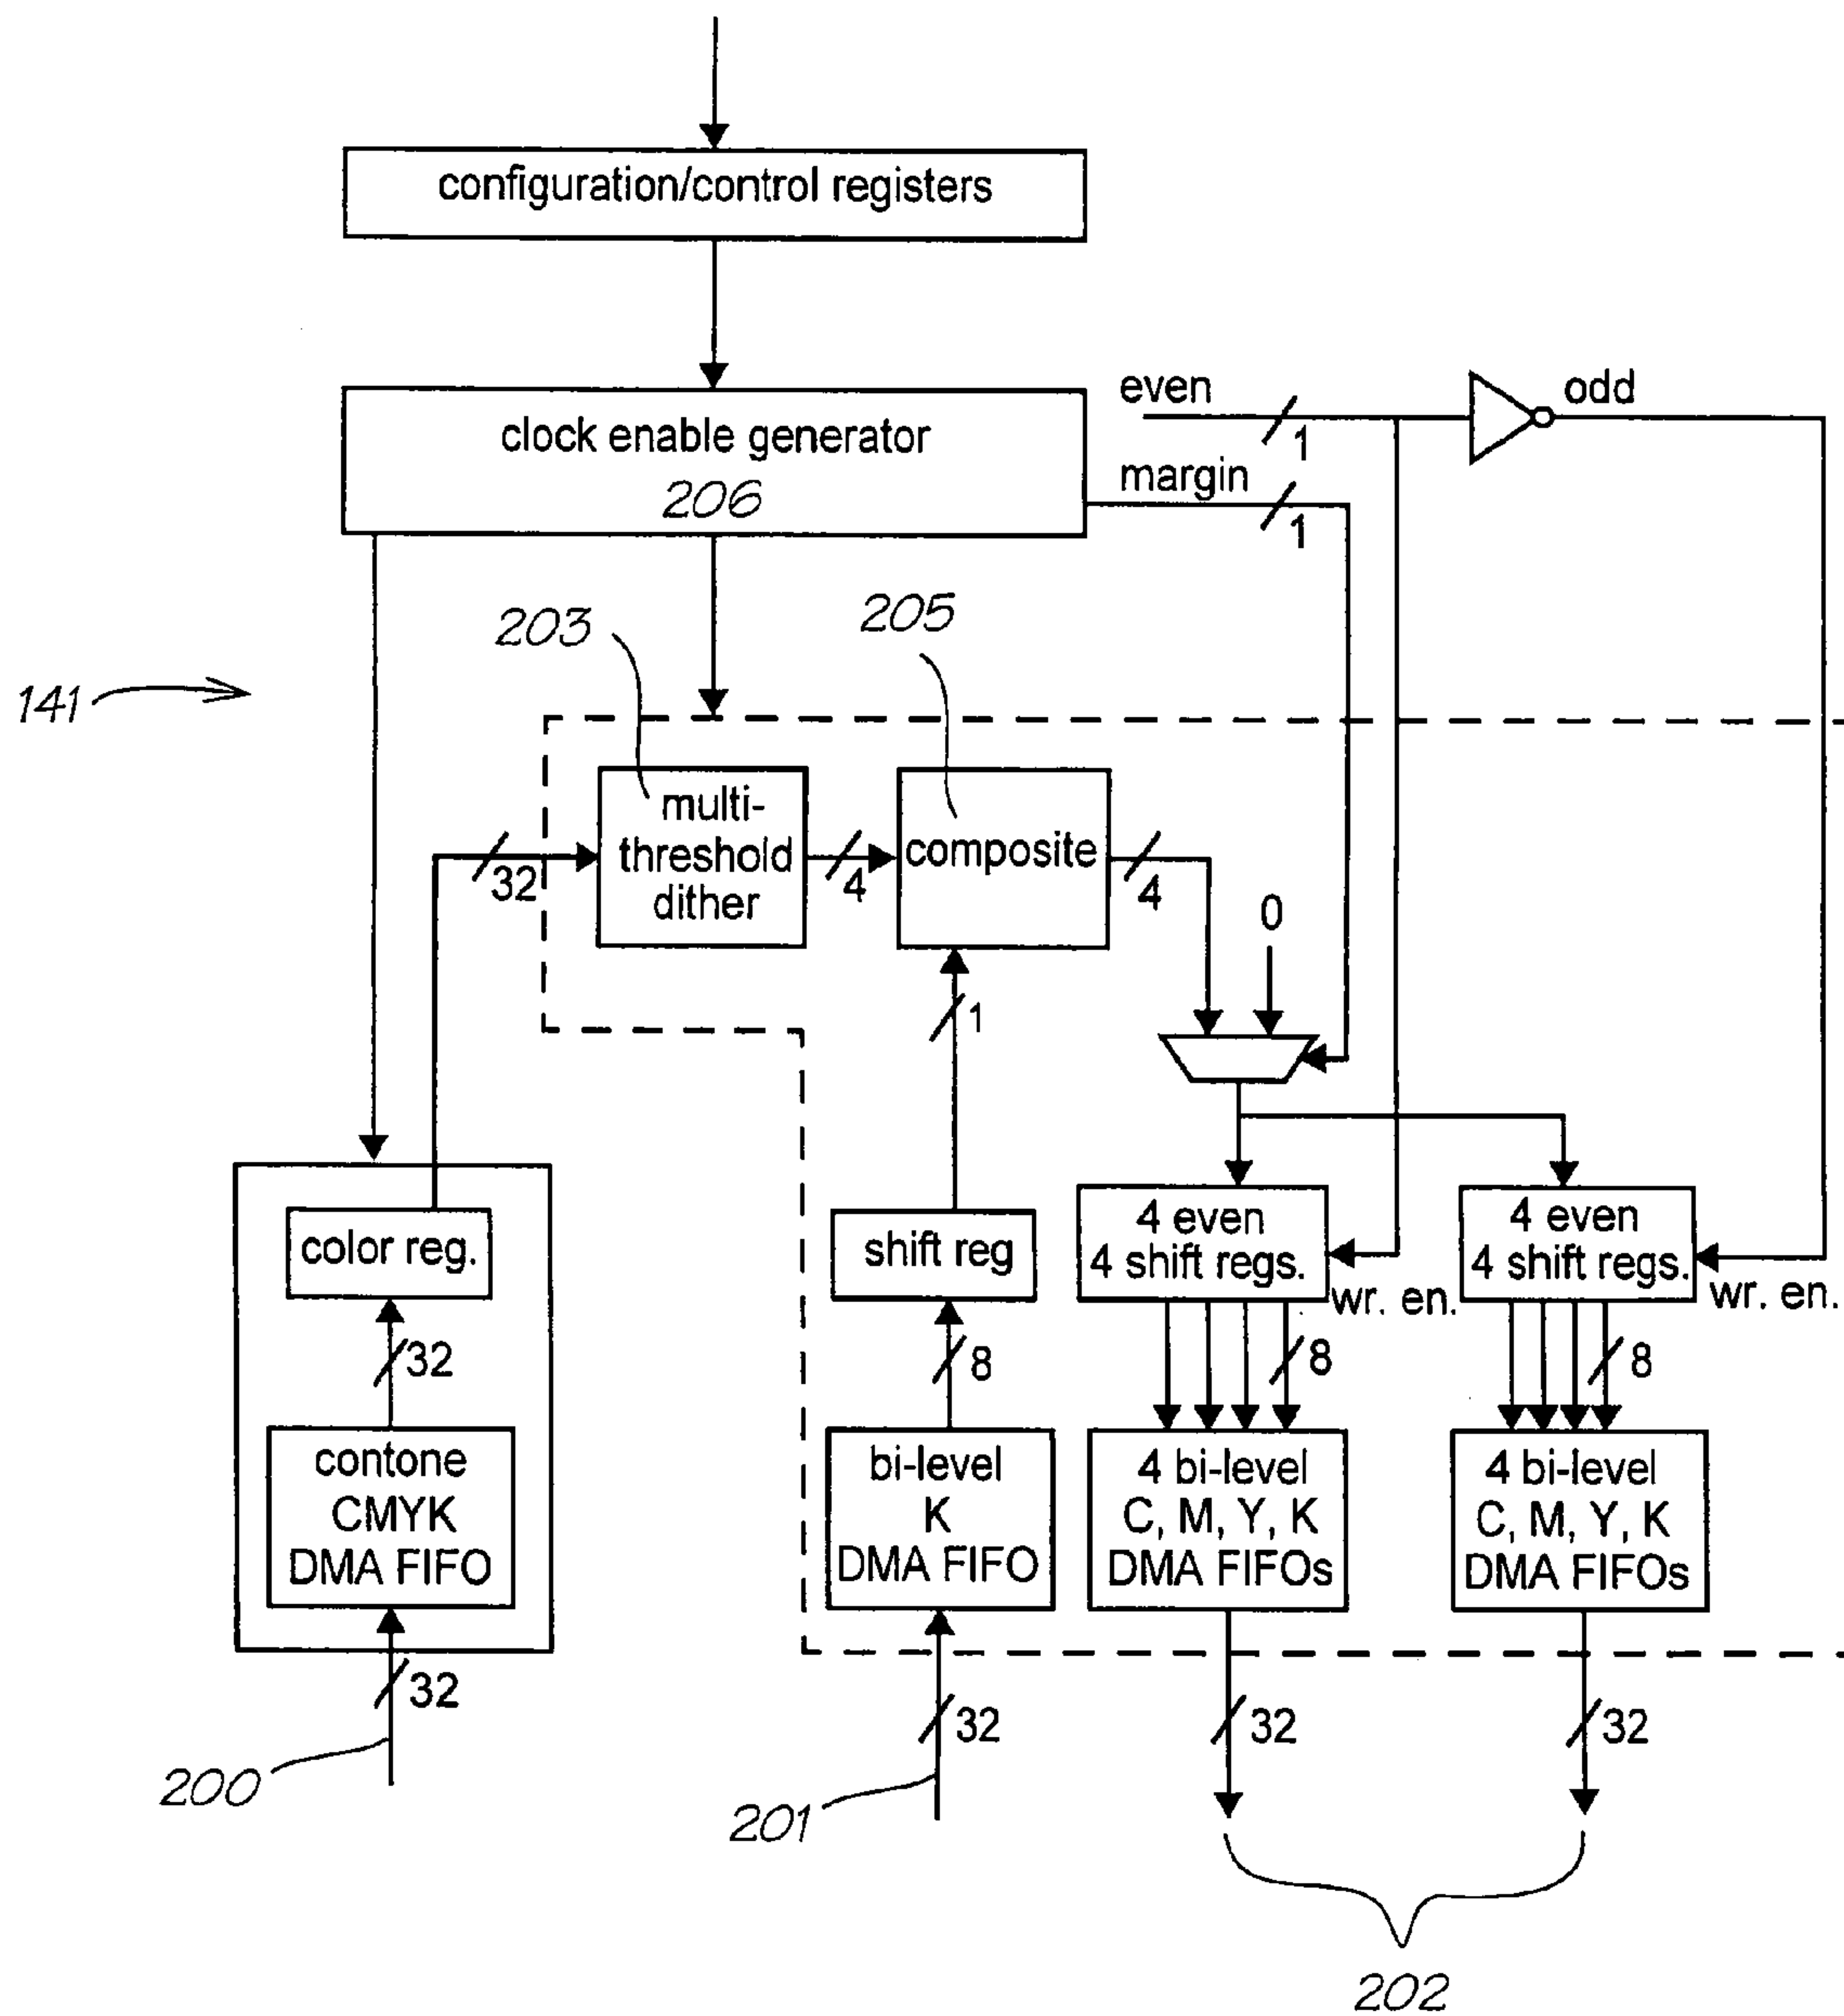 configuration/control registers
clock enable generator
206
even
1
odd
margin
1
203
205
141
multi-
threshold
dither
32
4
composite
4
0
1
color reg.
shift reg
4 even
4 shift regs.
wr. en.
4 even
4 shift regs.
wr. en.
32
8
8
8
contone
CMYK
DMA FIFO
bi-level
K
DMA FIFO
4 bi-level
C, M, Y, K
DMA FIFOs
4 bi-level
C, M, Y, K
DMA FIFOs
32
32
32
32
200
201
202